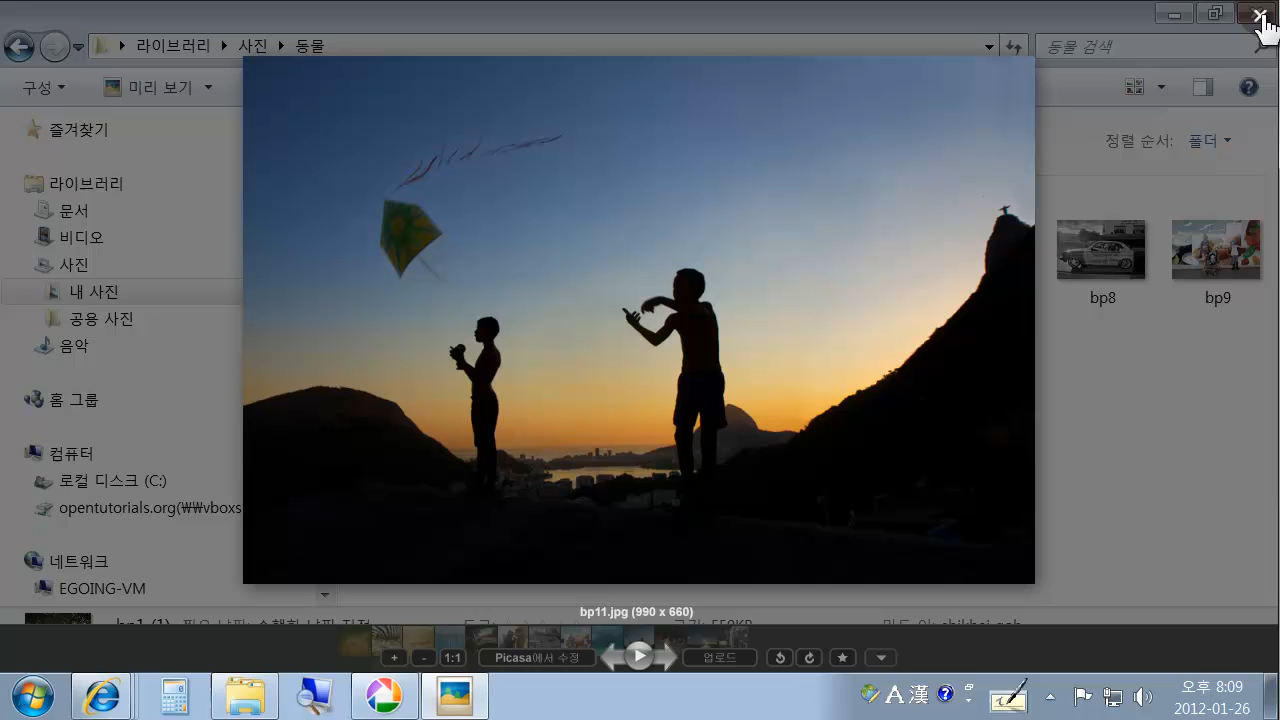 라이브러리 사진 동물
동물 검색
구성 미리 보기
즐겨찾기
정렬 순서: 폴더
라이브러리
문서
비디오
사진
내 사진
공용 사진
음악
bp8 bp9
홈 그룹
컴퓨터
로컬 디스크 (C:)
opentutorials.org(₩₩vboxs
네트워크
EGOING-VM
bp11.jpg (990 x 660)
+ - 1:1 Picasa에서 수정 업로드
A 漢
오후 8:09
2012-01-26